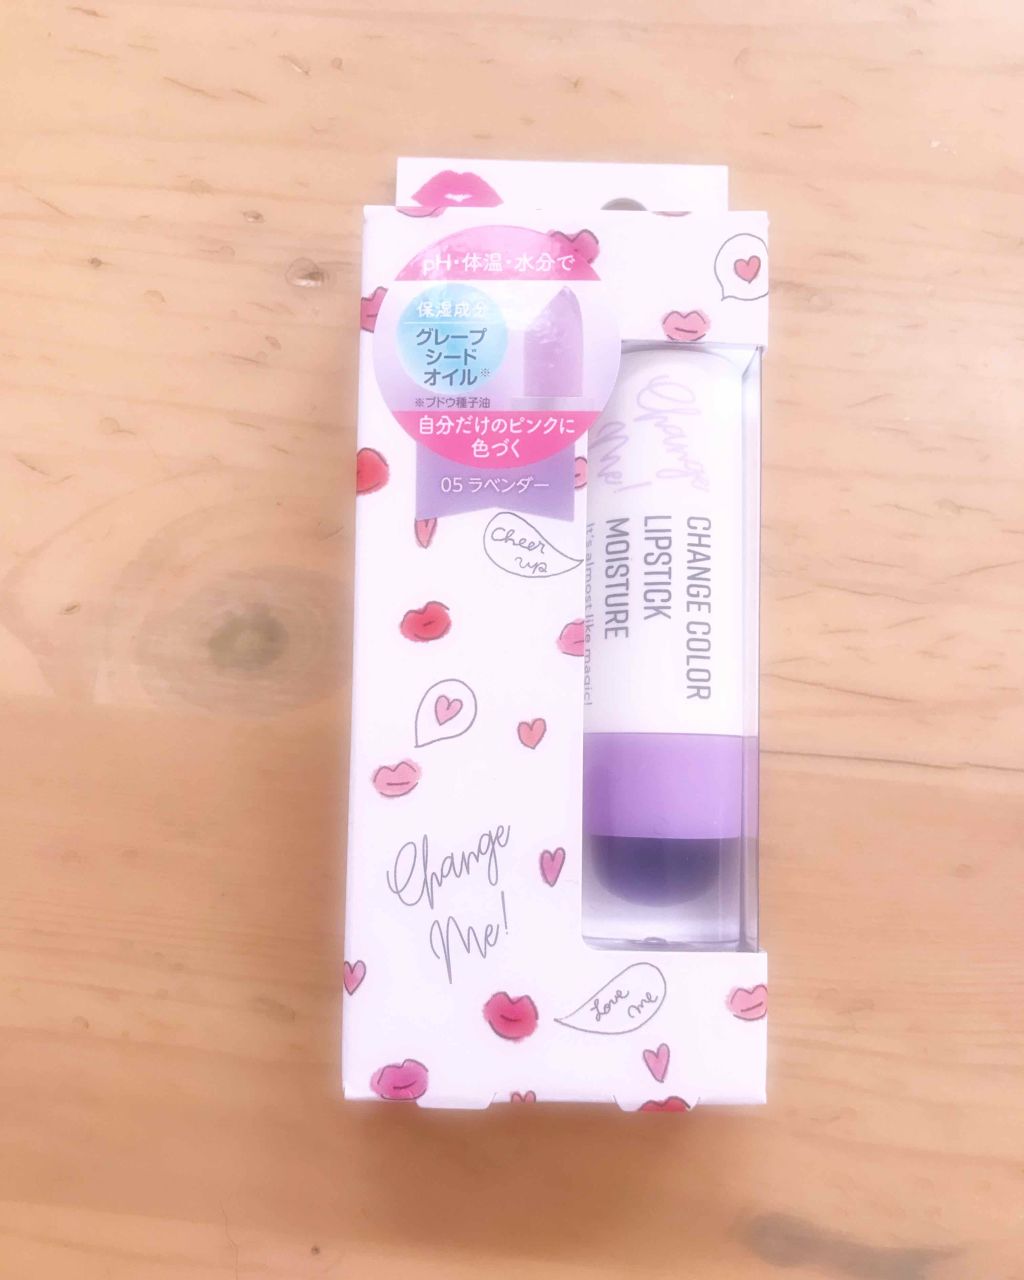 pH・体温・水分で
保湿成分
グレープ
シード
オイル※
※ブドウ種子油
自分だけのピンクに
色づく
05 ラベンダー
Change
Me!
CHANGE COLOR
LIPSTICK
MOISTURE
It's almost like magic!
Cheer
up
Change
Me!
Love
me